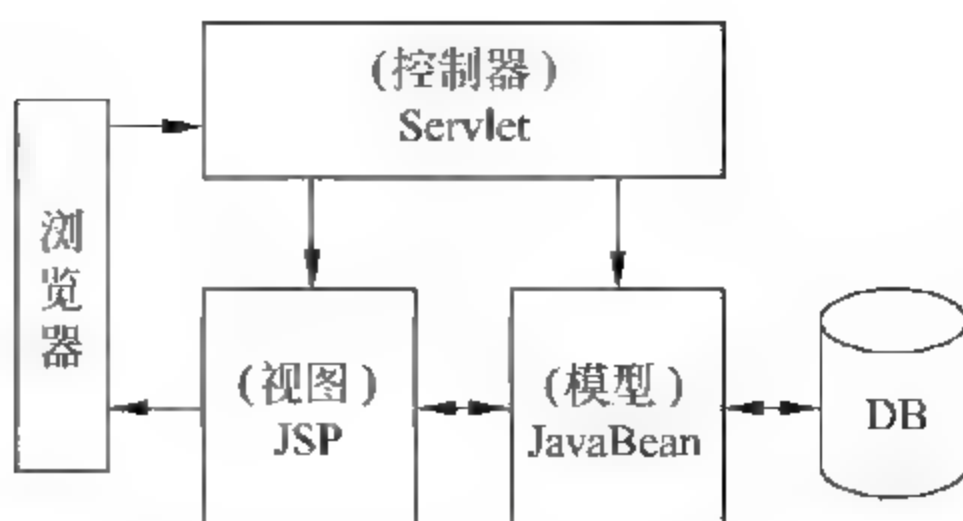 (控制器)
Servlet
浏览器
(视图)
JSP
(模型)
JavaBean
DB